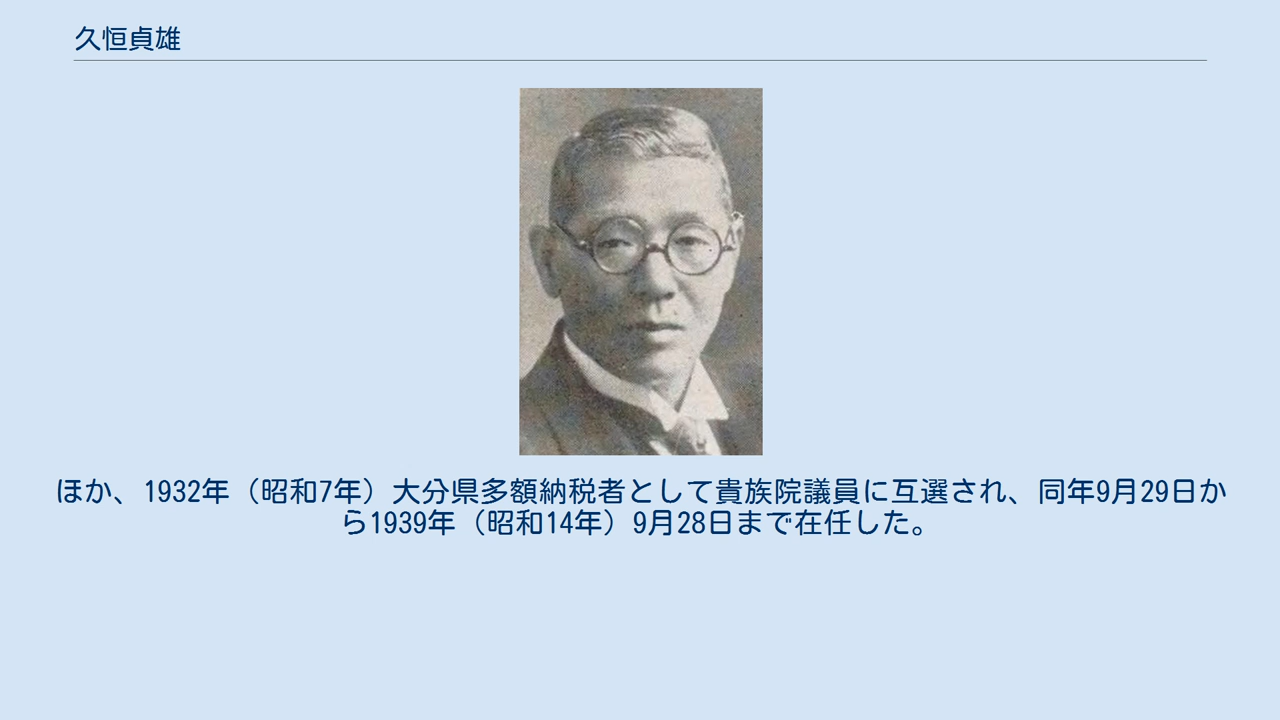 久恒貞雄
ほか、1932年（昭和7年）大分県多額納税者として貴族院議員に互選され、同年9月29日か
ら1939年（昭和14年）9月28日まで在任した。